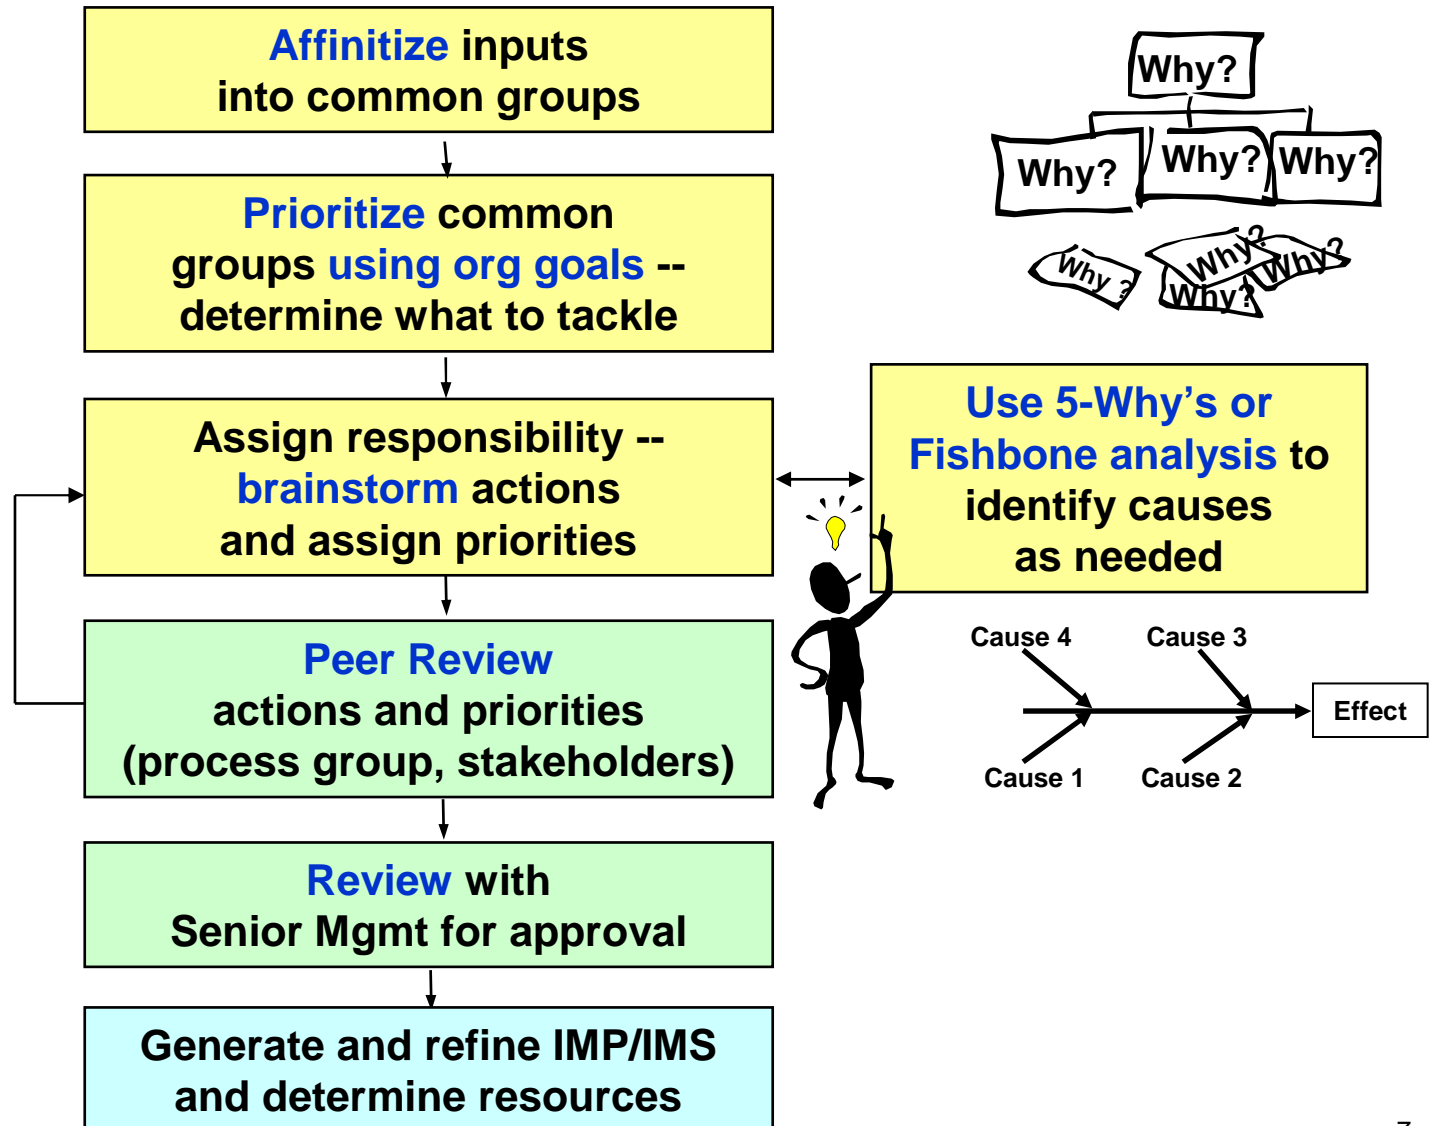 Affinitize inputs
into common groups
Prioritize common
groups using org goals --
determine what to tackle
Assign responsibility --
brainstorm actions
and assign priorities
Peer Review
actions and priorities
(process group, stakeholders)
Review with
Senior Mgmt for approval
Generate and refine IMP/IMS
and determine resources
Why?
Why?
Why?
Why?
Why ?
Why?
Why?
Why?
Use 5-Why's or
Fishbone analysis to
identify causes
as needed
Cause 4
Cause 3
Effect
Cause 1
Cause 2